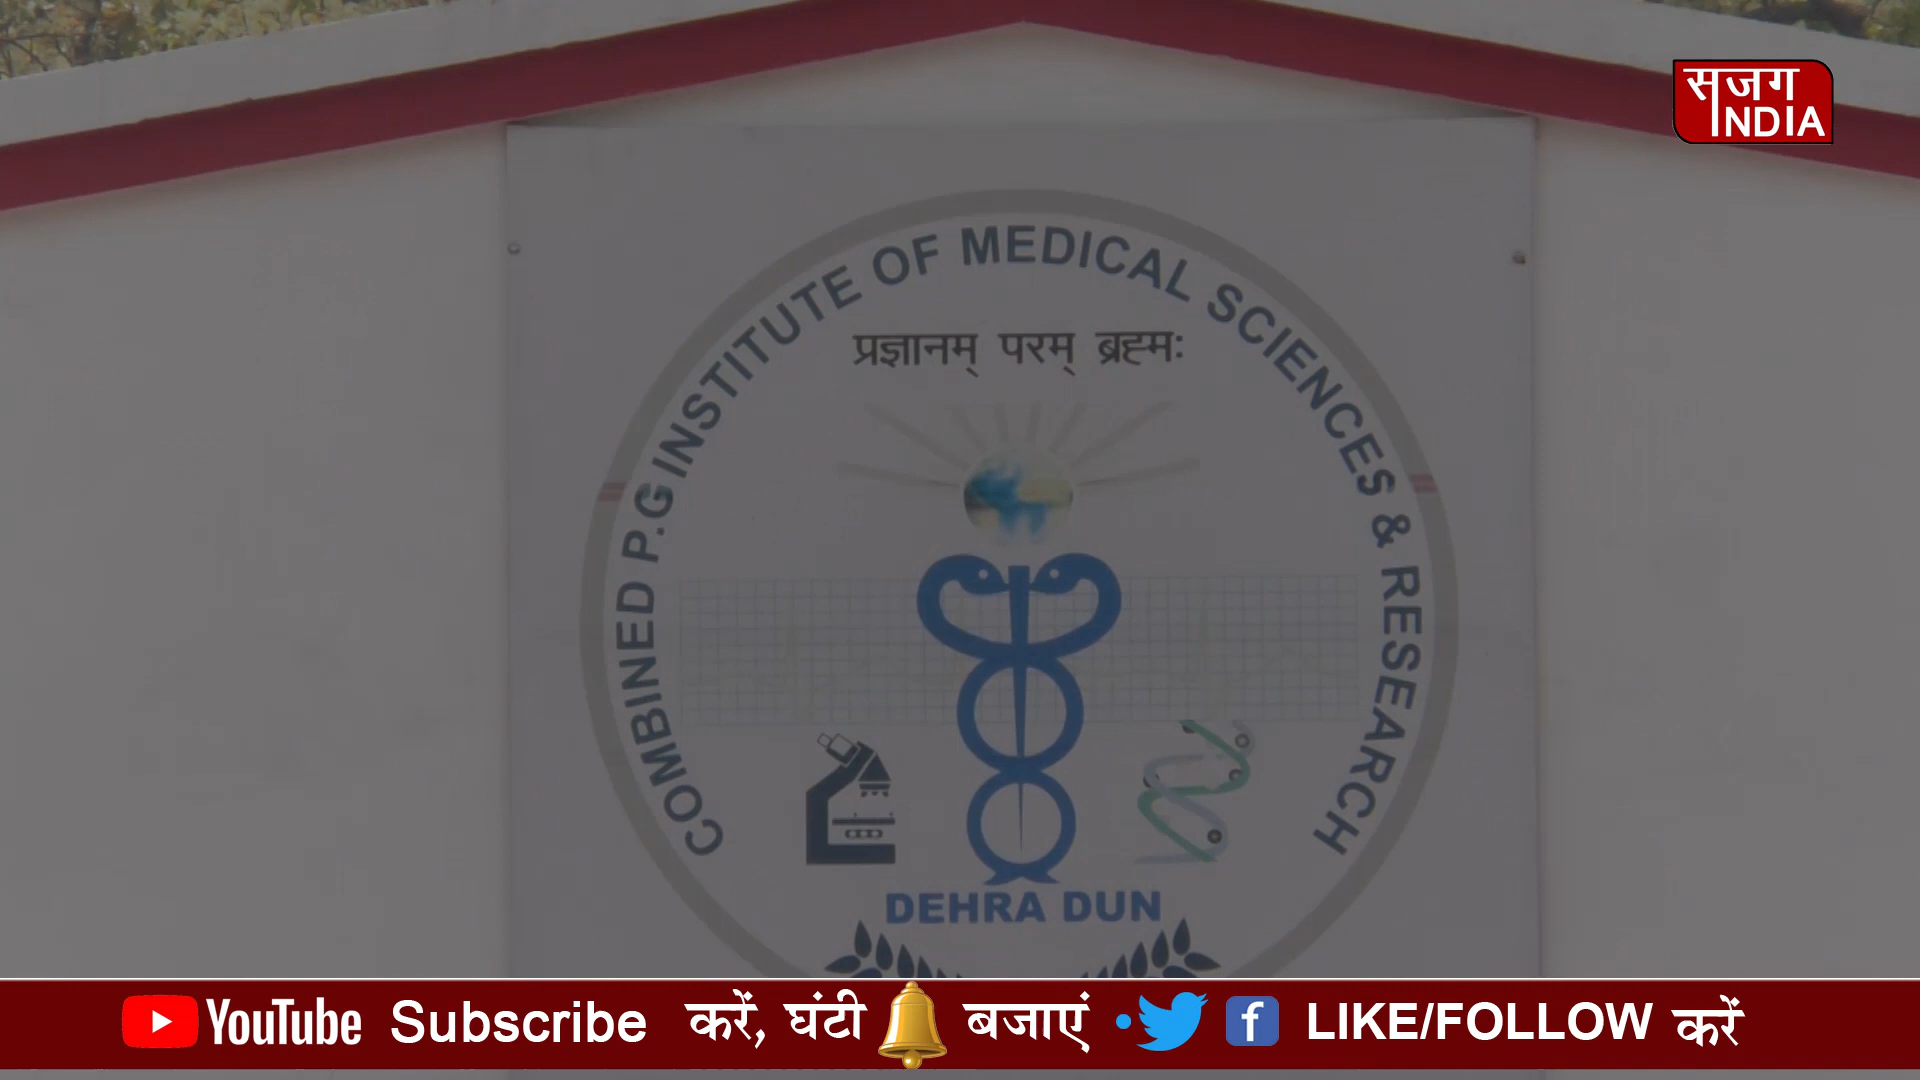 सजग
INDIA
COMBINED P.G INSTITUTE OF MEDICAL SCIENCES & RESEARCH
प्रज्ञानम् परम् ब्रह्मः
DEHRA DUN
YouTube Subscribe करें, घंटी बजाएं LIKE/FOLLOW करें